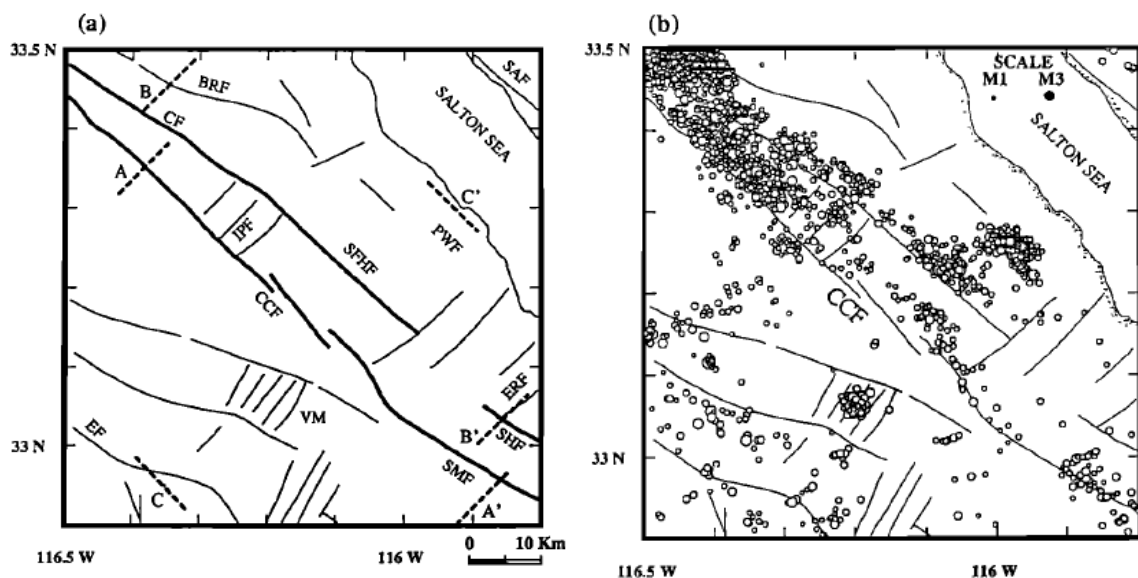 (a)
33.5 N
B
BRF
SAF
SALTON SEA
CF
A
C'
IPF
PWF
SFHF
CCF
VM
ERF
B'
SHF
EF
33 N
C
SMF
A'
0 10 Km
116.5 W
116 W
(b)
33.5 N
SCALE
M1 M3
SALTON SEA
CCF
33 N
116.5 W
116 W